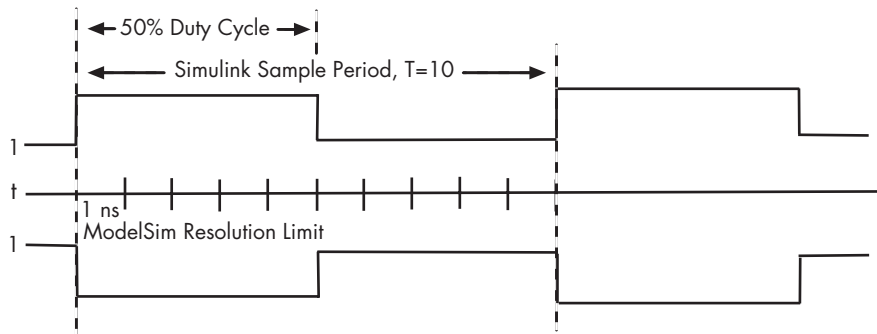 50% Duty Cycle
Simulink Sample Period, T=10
1
t
1 ns
ModelSim Resolution Limit
1